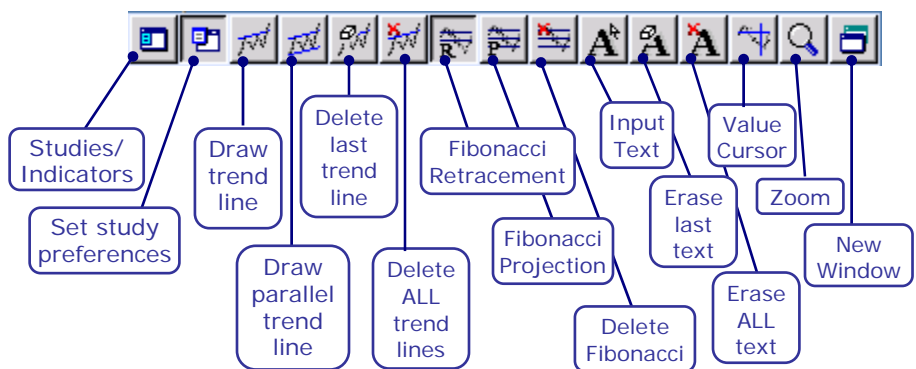 R
P
A
A
A
Studies/
Indicators
Set study
preferences
Draw
trend
line
Draw
parallel
trend
line
Delete
last
trend
line
Delete
ALL
trend
lines
Fibonacci
Retracement
Fibonacci
Projection
Delete
Fibonacci
Input
Text
Erase
last
text
Erase
ALL
text
Value
Cursor
Zoom
New
Window